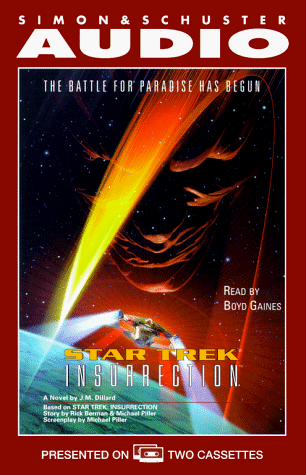 SIMON & SCHUSTER
AUDIO
THE BATTLE FOR PARADISE HAS BEGUN
READ BY
BOYD GAINES
STAR TREK
INSURRECTION™
A Novel by J.M. Dillard
Based on STAR TREK: INSURRECTION
Story by Rick Berman & Michael Piller
Screenplay by Michael Piller
PRESENTED ON TWO CASSETTES